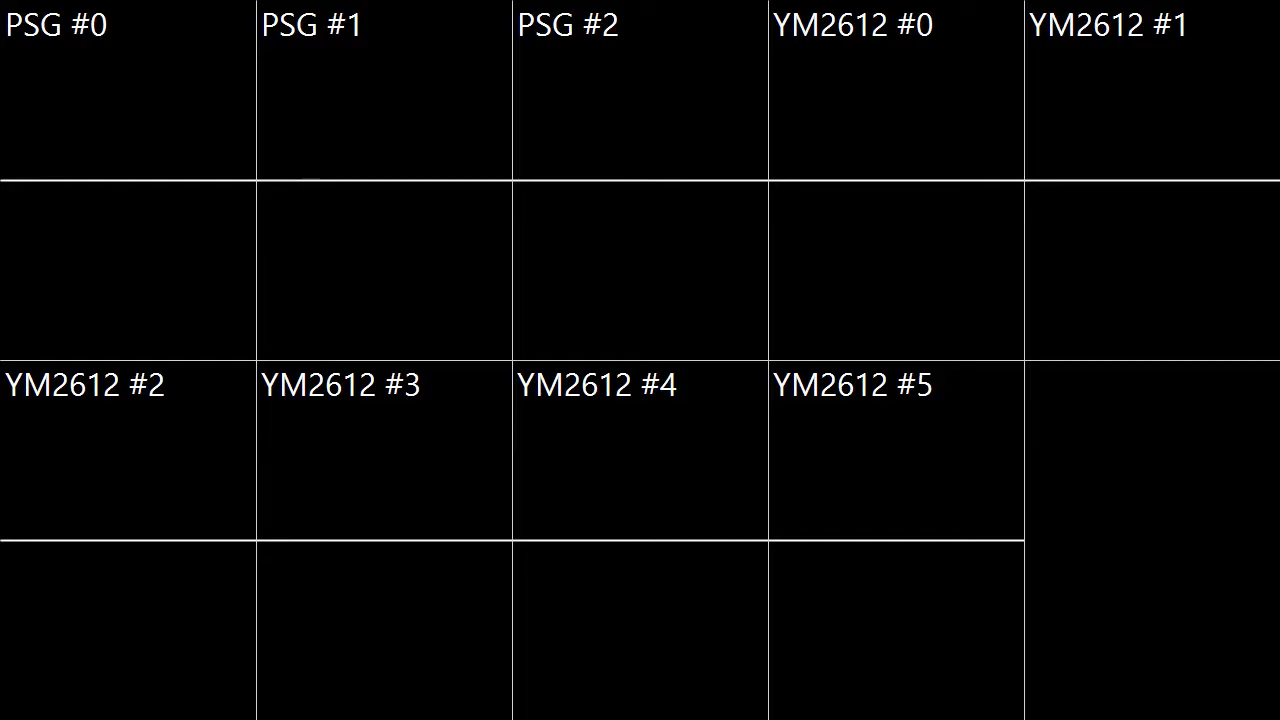 PSG #0
PSG #1
PSG #2
YM2612 #0
YM2612 #1
YM2612 #2
YM2612 #3
YM2612 #4
YM2612 #5